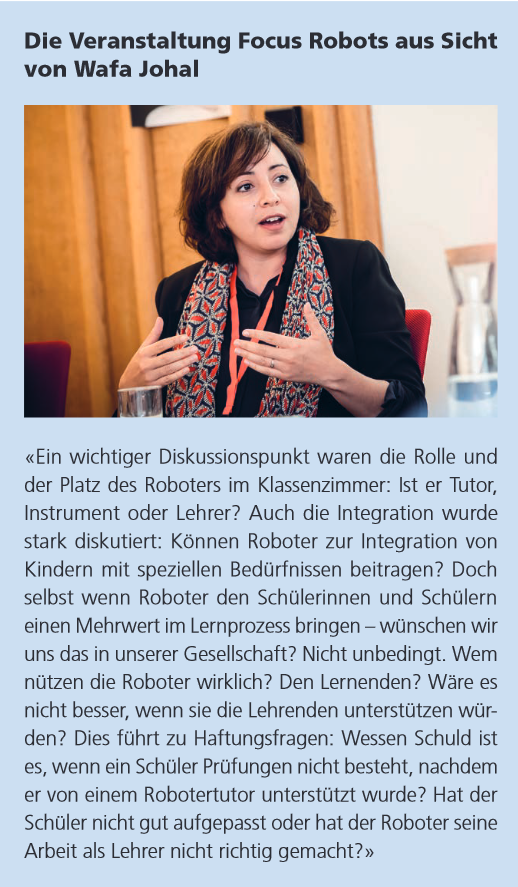 Die Veranstaltung Focus Robots aus Sicht
von Wafa Johal
«Ein wichtiger Diskussionspunkt waren die Rolle und
der Platz des Roboters im Klassenzimmer: Ist er Tutor,
Instrument oder Lehrer? Auch die Integration wurde
stark diskutiert: Können Roboter zur Integration von
Kindern mit speziellen Bedürfnissen beitragen? Doch
selbst wenn Roboter den Schülerinnen und Schülern
einen Mehrwert im Lernprozess bringen – wünschen wir
uns das in unserer Gesellschaft? Nicht unbedingt. Wem
nützen die Roboter wirklich? Den Lernenden? Wäre es
nicht besser, wenn sie die Lehrenden unterstützen wür-
den? Dies führt zu Haftungsfragen: Wessen Schuld ist
es, wenn ein Schüler Prüfungen nicht besteht, nachdem
er von einem Robotertutor unterstützt wurde? Hat der
Schüler nicht gut aufgepasst oder hat der Roboter seine
Arbeit als Lehrer nicht richtig gemacht?»